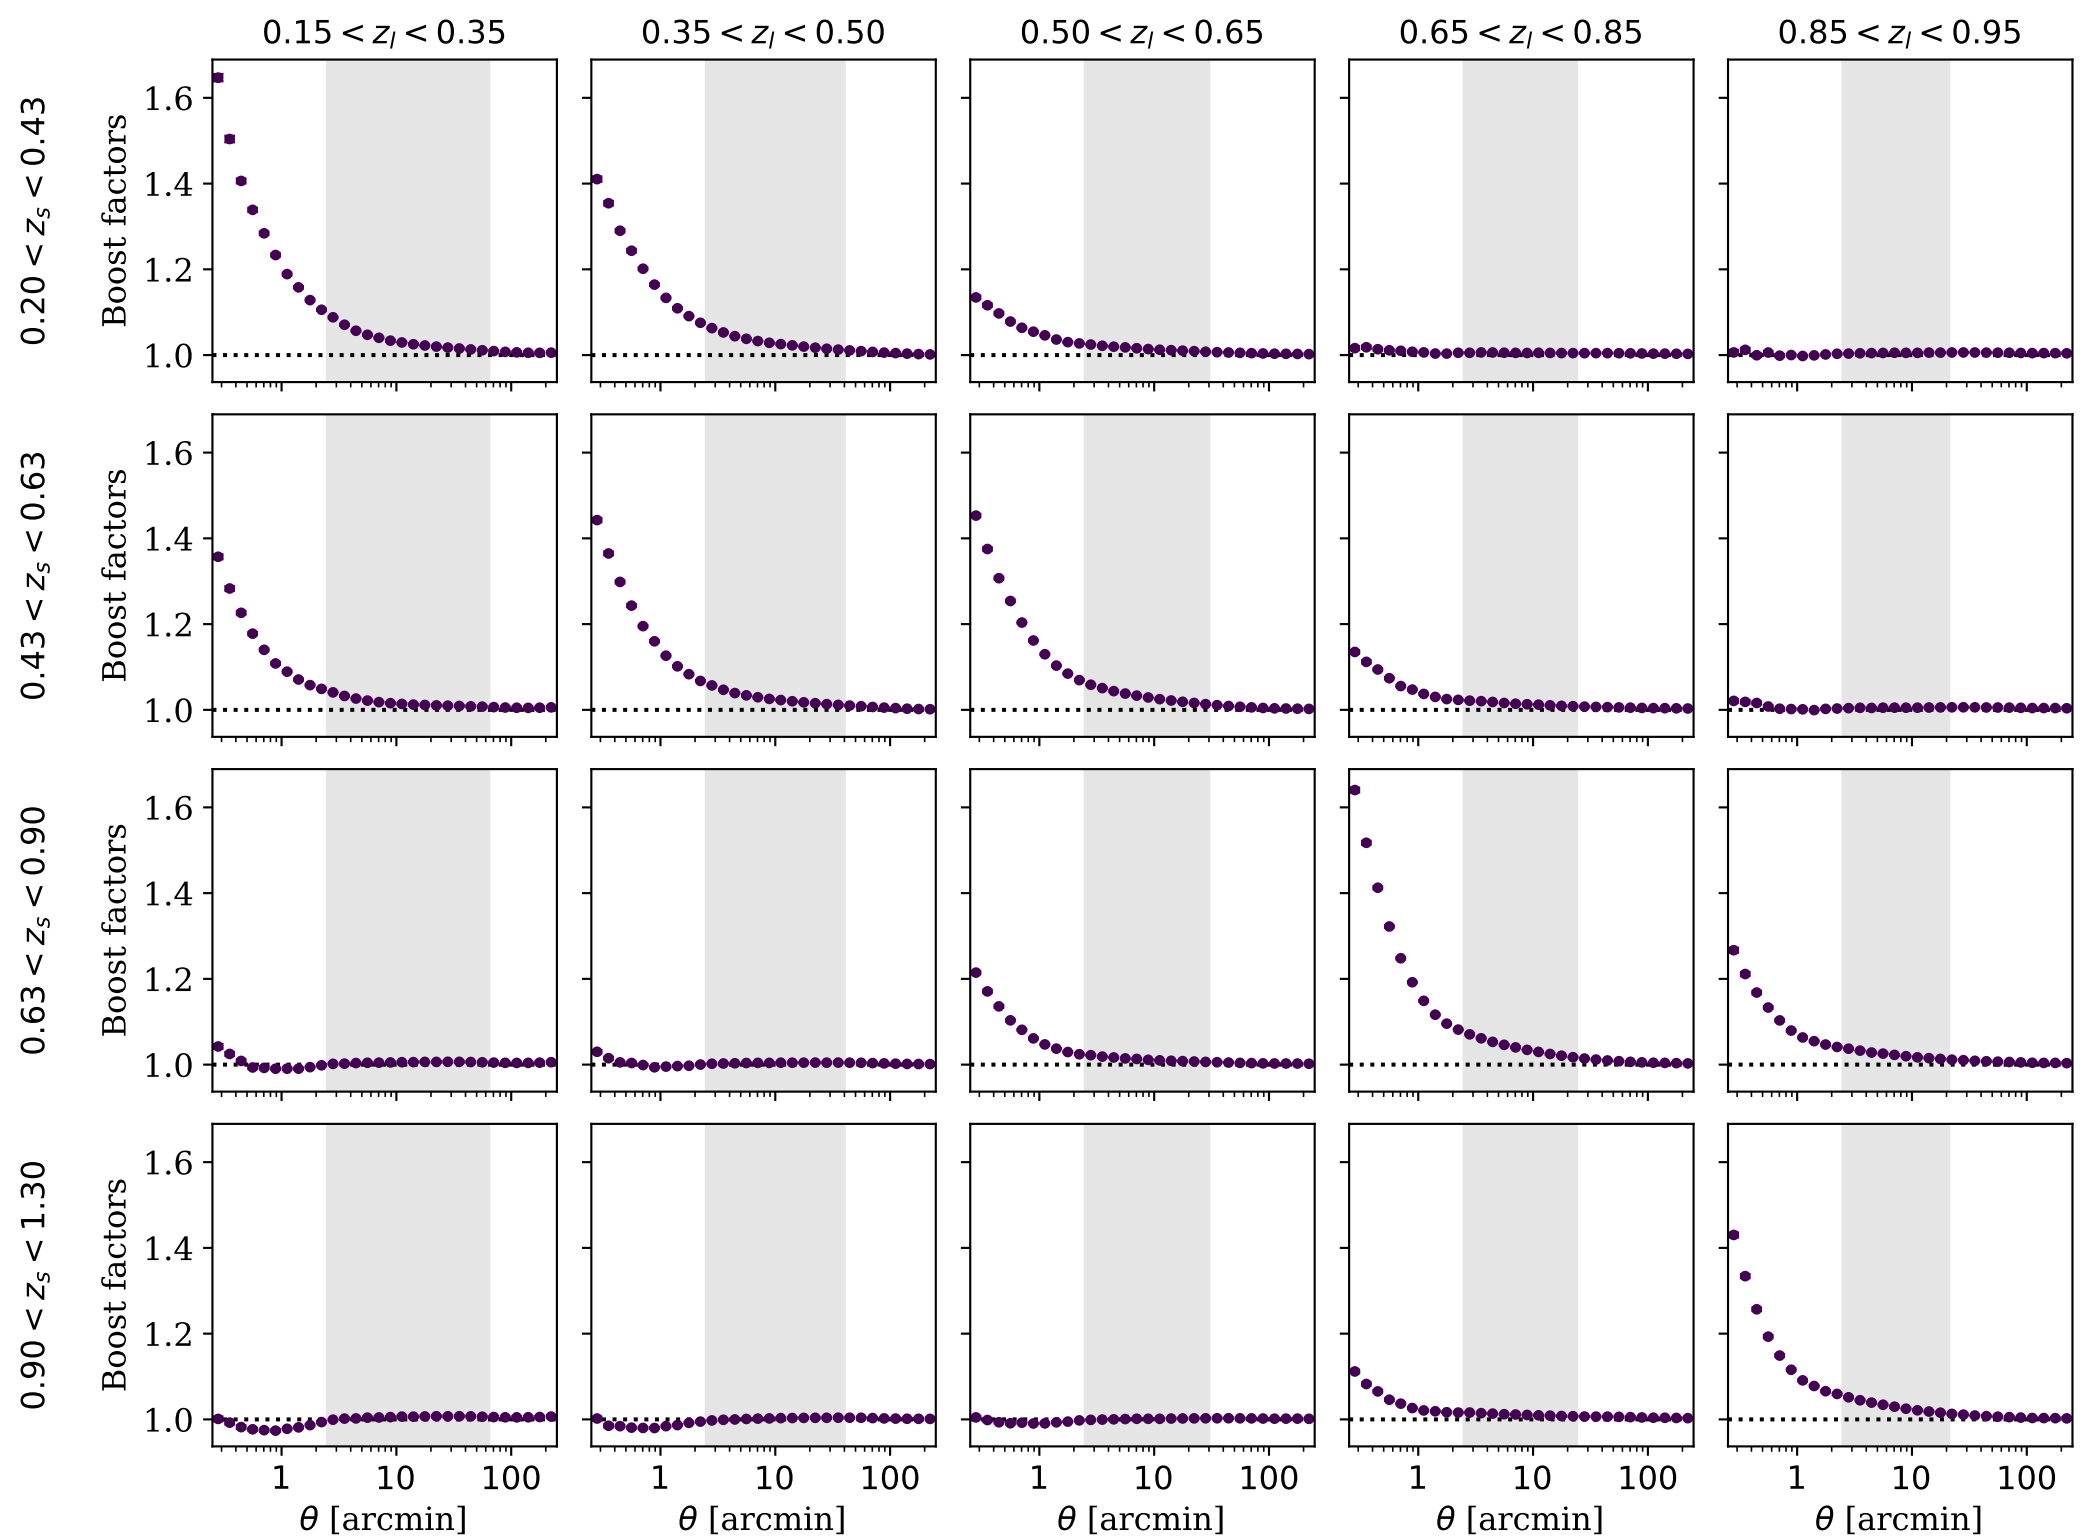 0.15 < z_l < 0.35 0.35 < z_l < 0.50 0.50 < z_l < 0.65 0.65 < z_l < 0.85 0.85 < z_l < 0.95
0.20 < z_s < 0.43
Boost factors
1.6
1.4
1.2
1.0
0.43 < z_s < 0.63
Boost factors
1.6
1.4
1.2
1.0
0.63 < z_s < 0.90
Boost factors
1.6
1.4
1.2
1.0
0.90 < z_s < 1.30
Boost factors
1.6
1.4
1.2
1.0
1 10 100 1 10 100 1 10 100 1 10 100 1 10 100
θ [arcmin] θ [arcmin] θ [arcmin] θ [arcmin] θ [arcmin]